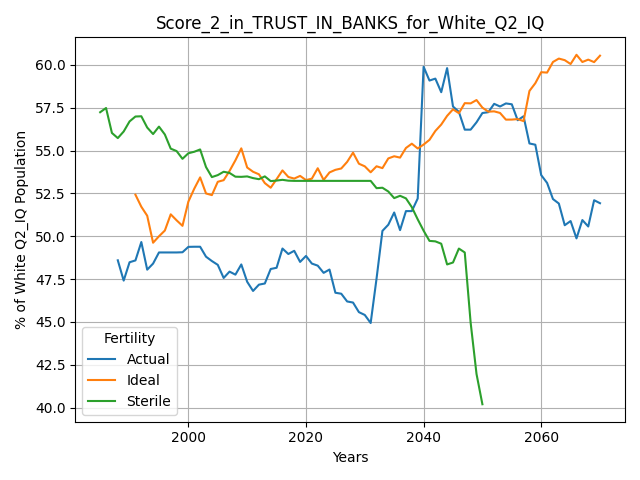 Score_2_in_TRUST_IN_BANKS_for_White_Q2_IQ
% of White Q2_IQ Population
60.0
57.5
55.0
52.5
50.0
47.5
45.0
42.5
40.0
Fertility
Actual
Ideal
Sterile
2000 2020 2040 2060
Years